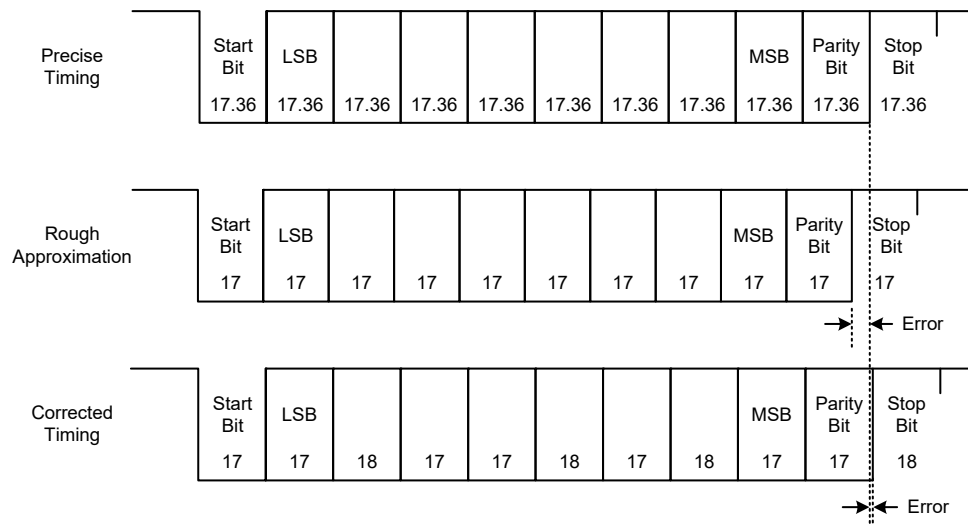 Precise
Timing
Start
Bit
LSB
MSB
Parity
Bit
Stop
Bit
17.36 17.36 17.36 17.36 17.36 17.36 17.36 17.36 17.36 17.36 17.36
Rough
Approximation
Start
Bit
LSB
MSB
Parity
Bit
Stop
Bit
17 17 17 17 17 17 17 17 17 17 17
Error
Corrected
Timing
Start
Bit
LSB
MSB
Parity
Bit
Stop
Bit
17 17 18 17 17 18 17 18 17 17 18
Error